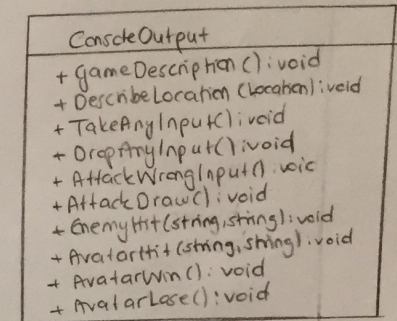 ConsoleOutput
+ GameDescription(): void
+ DescribeLocation(Location): void
+ TakeAnyInput(): void
+ DropAnyInput(): void
+ AttackWrongInput(): voic
+ AttackDraw(): void
+ EnemyHit(string,string): void
+ AvatarHit(string,string): void
+ AvatarWin(): void
+ AvatarLose(): void